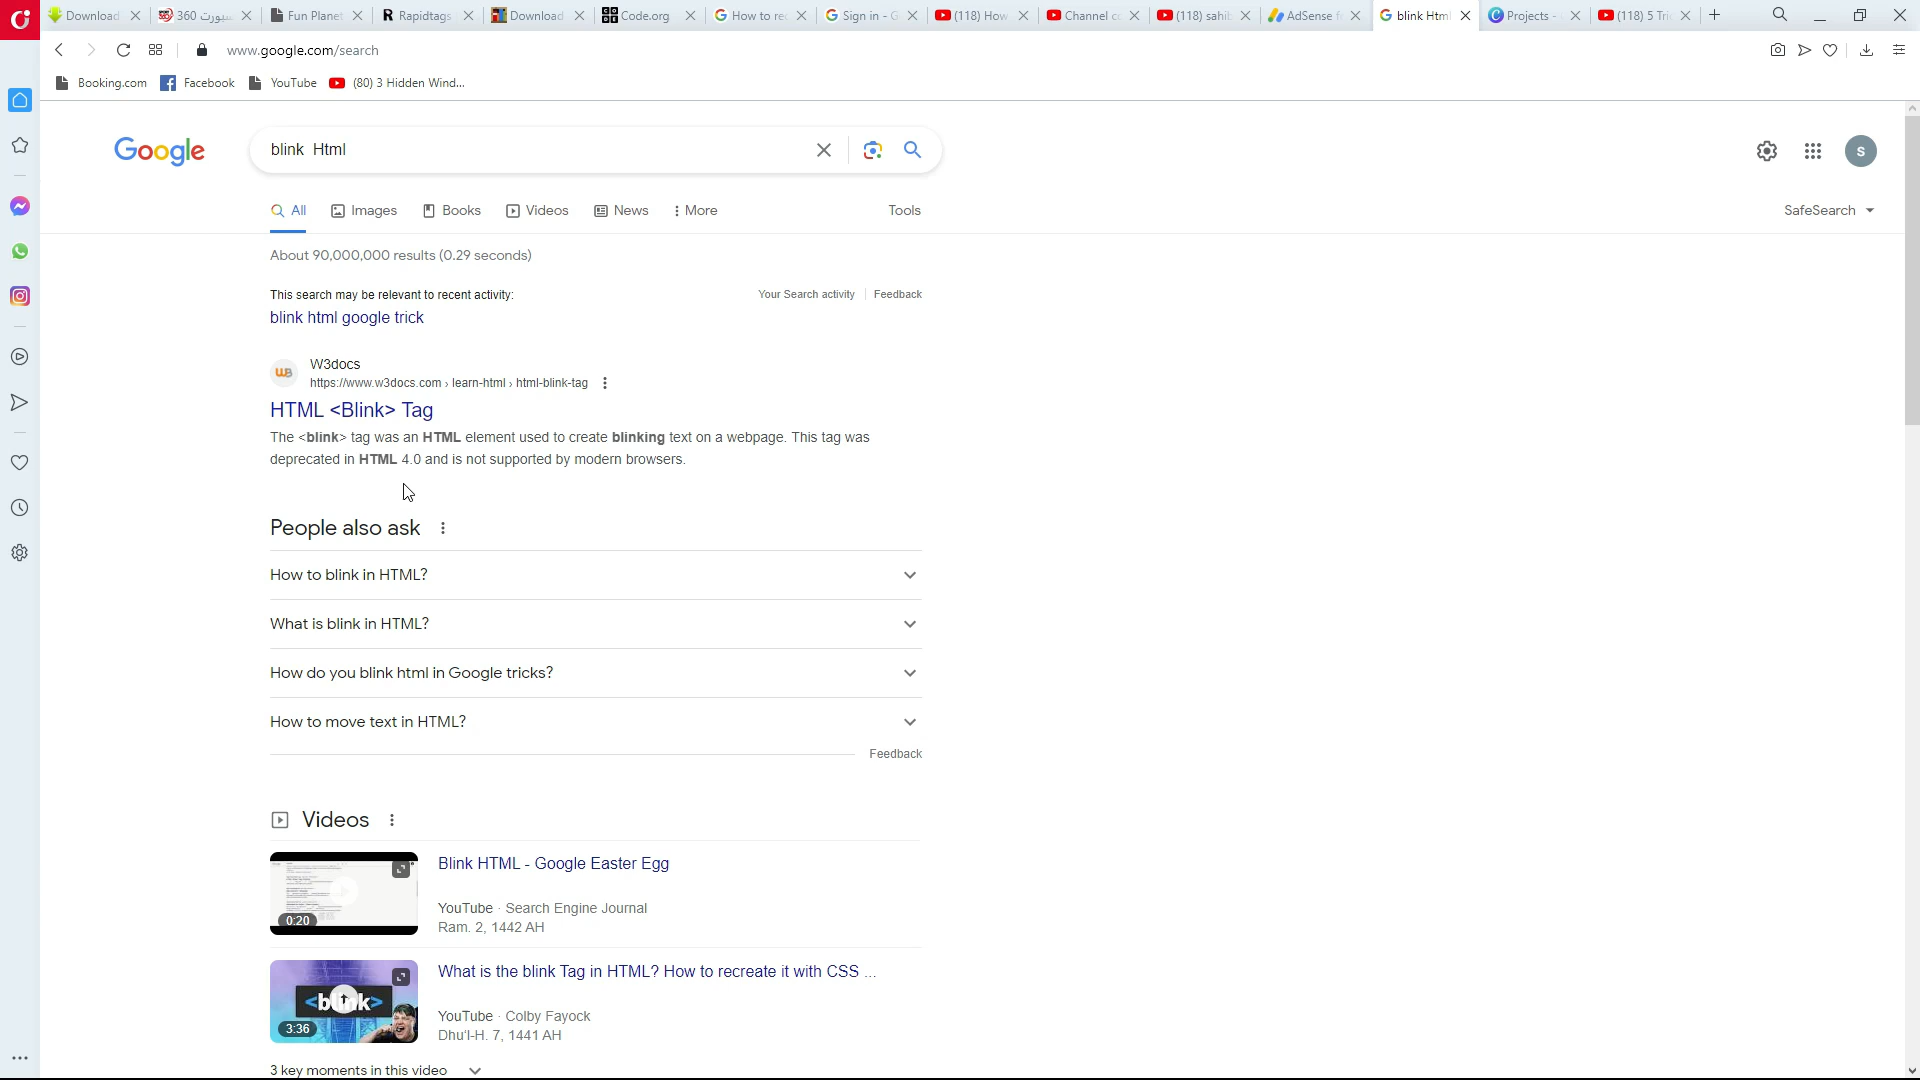 Download
360 سبورت
Fun Planet
Rapidtags
Download
Code.org
How to re
Sign in - G
(118) How
Channel c
(118) sahil
AdSense f
blink Html
Projects -
(118) 5 Tri
www.google.com/search
Booking.com
Facebook
YouTube
(80) 3 Hidden Wind...
Google
blink Html
S
All
Images
Books
Videos
News
More
Tools
SafeSearch
About 90,000,000 results (0.29 seconds)
This search may be relevant to recent activity:
Your Search activity
Feedback
blink html google trick
W3docs
https://www.w3docs.com › learn-html › html-blink-tag
HTML <Blink> Tag
The <blink> tag was an HTML element used to create blinking text on a webpage. This tag was
deprecated in HTML 4.0 and is not supported by modern browsers.
People also ask
How to blink in HTML?
What is blink in HTML?
How do you blink html in Google tricks?
How to move text in HTML?
Feedback
Videos
0:20
Blink HTML - Google Easter Egg
YouTube · Search Engine Journal
Ram. 2, 1442 AH
<blink>
3:36
What is the blink Tag in HTML? How to recreate it with CSS ...
YouTube · Colby Fayock
Dhu'l-H. 7, 1441 AH
3 key moments in this video